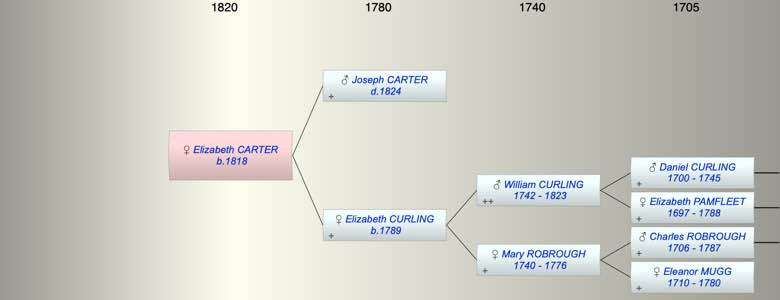 1820 1780 1740 1705
♂ Joseph CARTER
d.1824
+
♀ Elizabeth CARTER
b.1818
♀ Elizabeth CURLING
b.1789
+
♂ William CURLING
1742 - 1823
++
♀ Mary ROBROUGH
1740 - 1776
+
♂ Daniel CURLING
1700 - 1745
+
♀ Elizabeth PAMFLEET
1697 - 1788
+
♂ Charles ROBROUGH
1706 - 1787
+
♀ Eleanor MUGG
1710 - 1780
+